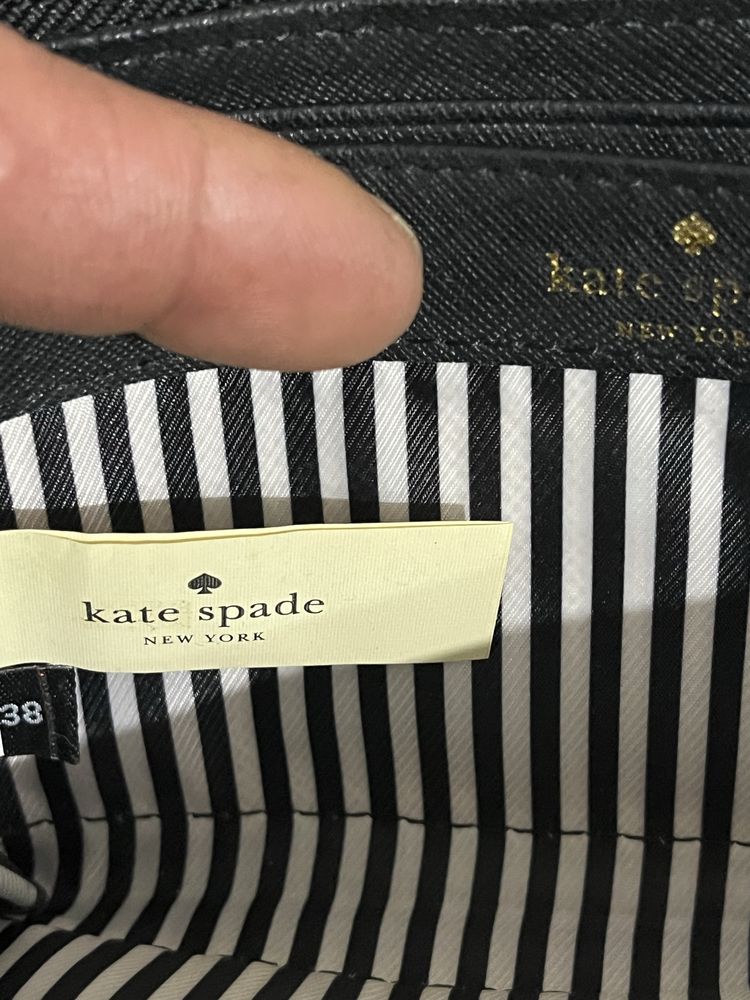 kate sp
NEW YOR
kate spade
NEW YORK
38